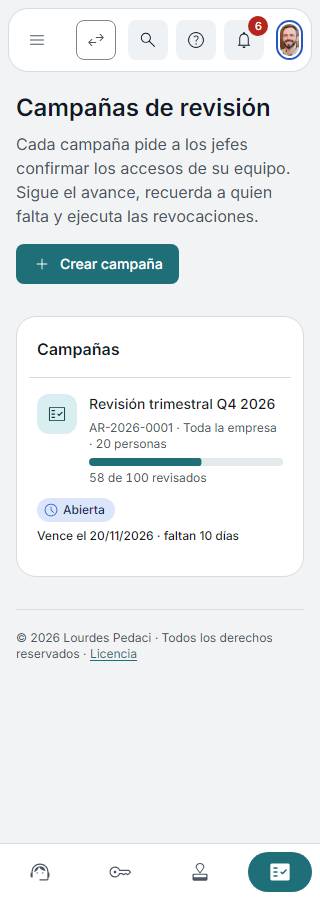 6
Campañas de revisión
Cada campaña pide a los jefes
confirmar los accesos de su equipo.
Sigue el avance, recuerda a quien
falta y ejecuta las revocaciones.
Crear campaña
Campañas
Revisión trimestral Q4 2026
AR-2026-0001 · Toda la empresa
· 20 personas
58 de 100 revisados
Abierta
Vence el 20/11/2026 · faltan 10 días
© 2026 Lourdes Pedaci · Todos los derechos
reservados · Licencia